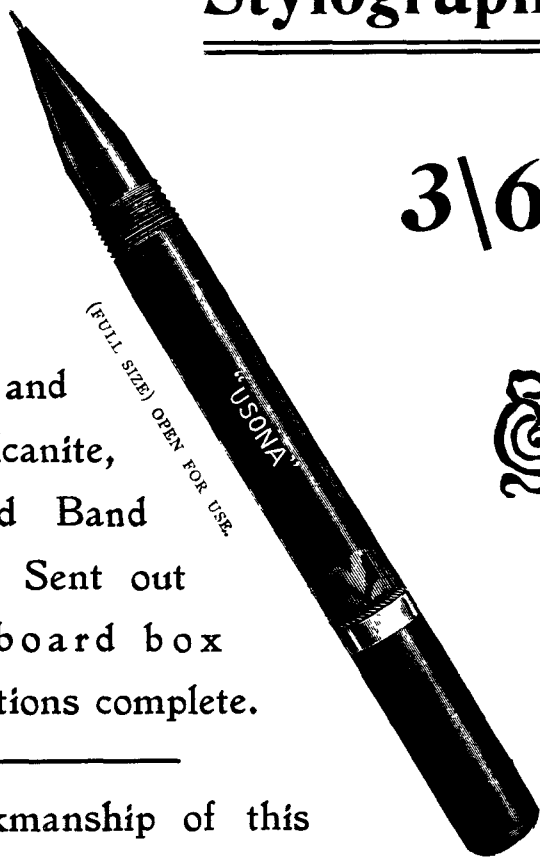 Stylograph
3\6
(FULL SIZE) OPEN FOR USE.
"USONA"
and
canite,
d Band
Sent out
board box
tions complete.
kmanship of this